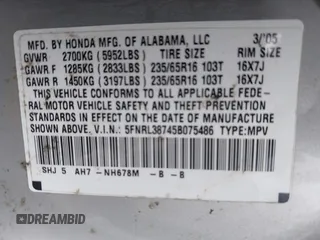 MFD. BY HONDA MFG. OF ALABAMA, LLC 3/05
GVWR 2700KG (5952LBS) TIRE SIZE RIM SIZE
GAWR F 1285KG (2833LBS) 235/65R16 103T 16X7J
GAWR R 1450KG (3197LBS) 235/65R16 103T 16X7J
THIS VEHICLE CONFORMS TO ALL APPLICABLE FEDE-
RAL MOTOR VEHICLE SAFETY AND THEFT PREVENTION
STANDARDS IN EFFECT ON THE DATE OF MANUFACTURE
SHOWN ABOVE. V.I.N.: 5FNRL38745B075486 TYPE:MPV
SHJ 5 AH7 -NH678M -B -B
DREAMBID